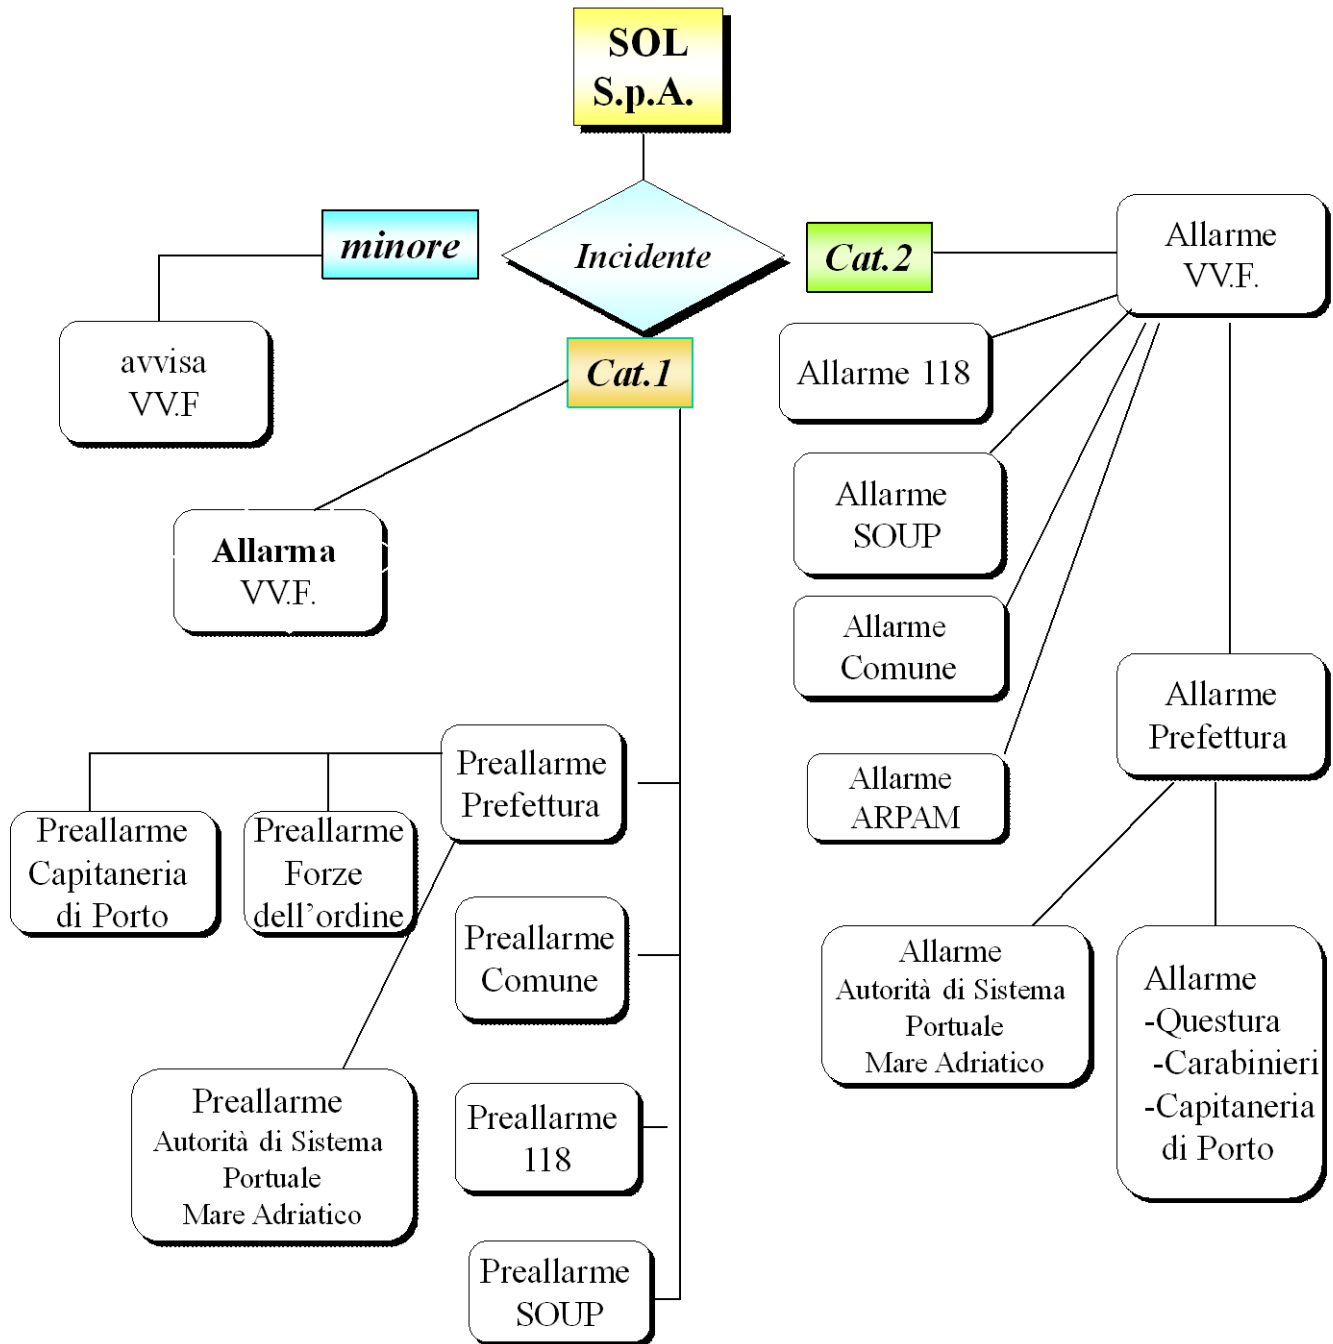 SOL
S.p.A.
minore
Incidente
Cat.2
Allarme
VV.F.
avvisa
VV.F
Cat.1
Allarme 118
Allarme
SOUP
Allarma
VV.F.
Allarme
Comune
Allarme
Prefettura
Preallarme
Prefettura
Allarme
ARPAM
Preallarme
Capitaneria
di Porto
Preallarme
Forze
dell’ordine
Preallarme
Comune
Allarme
Autorità di Sistema
Portuale
Mare Adriatico
Allarme
-Questura
-Carabinieri
-Capitaneria
di Porto
Preallarme
Autorità di Sistema
Portuale
Mare Adriatico
Preallarme
118
Preallarme
SOUP